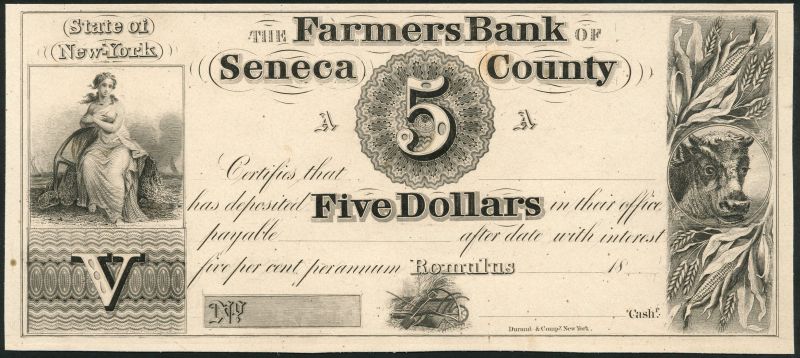 State of
New-York
THE Farmers Bank OF
Seneca County
5
A A
Certifies, that
has deposited Five Dollars in their office,
payable after date with interest
five per cent, per annum Romulus 18
V
Cash.r
Durand & Comp.y New York.